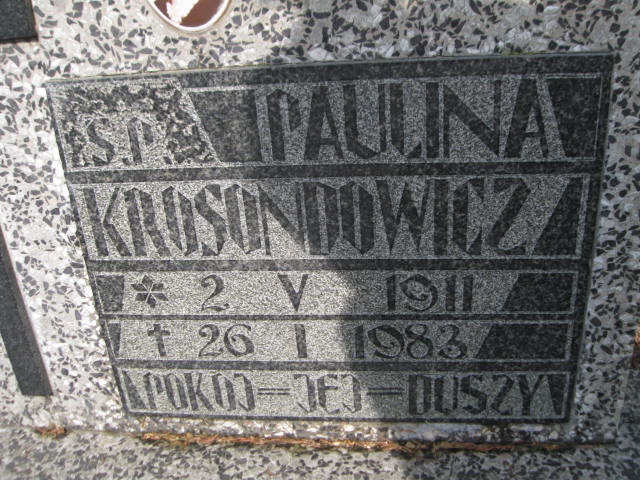 S.P. PAULINA
KROSONDOWICZ
* 2. V 1911
† 26 I 1983
POKÓJ=JEJ=DUSZY